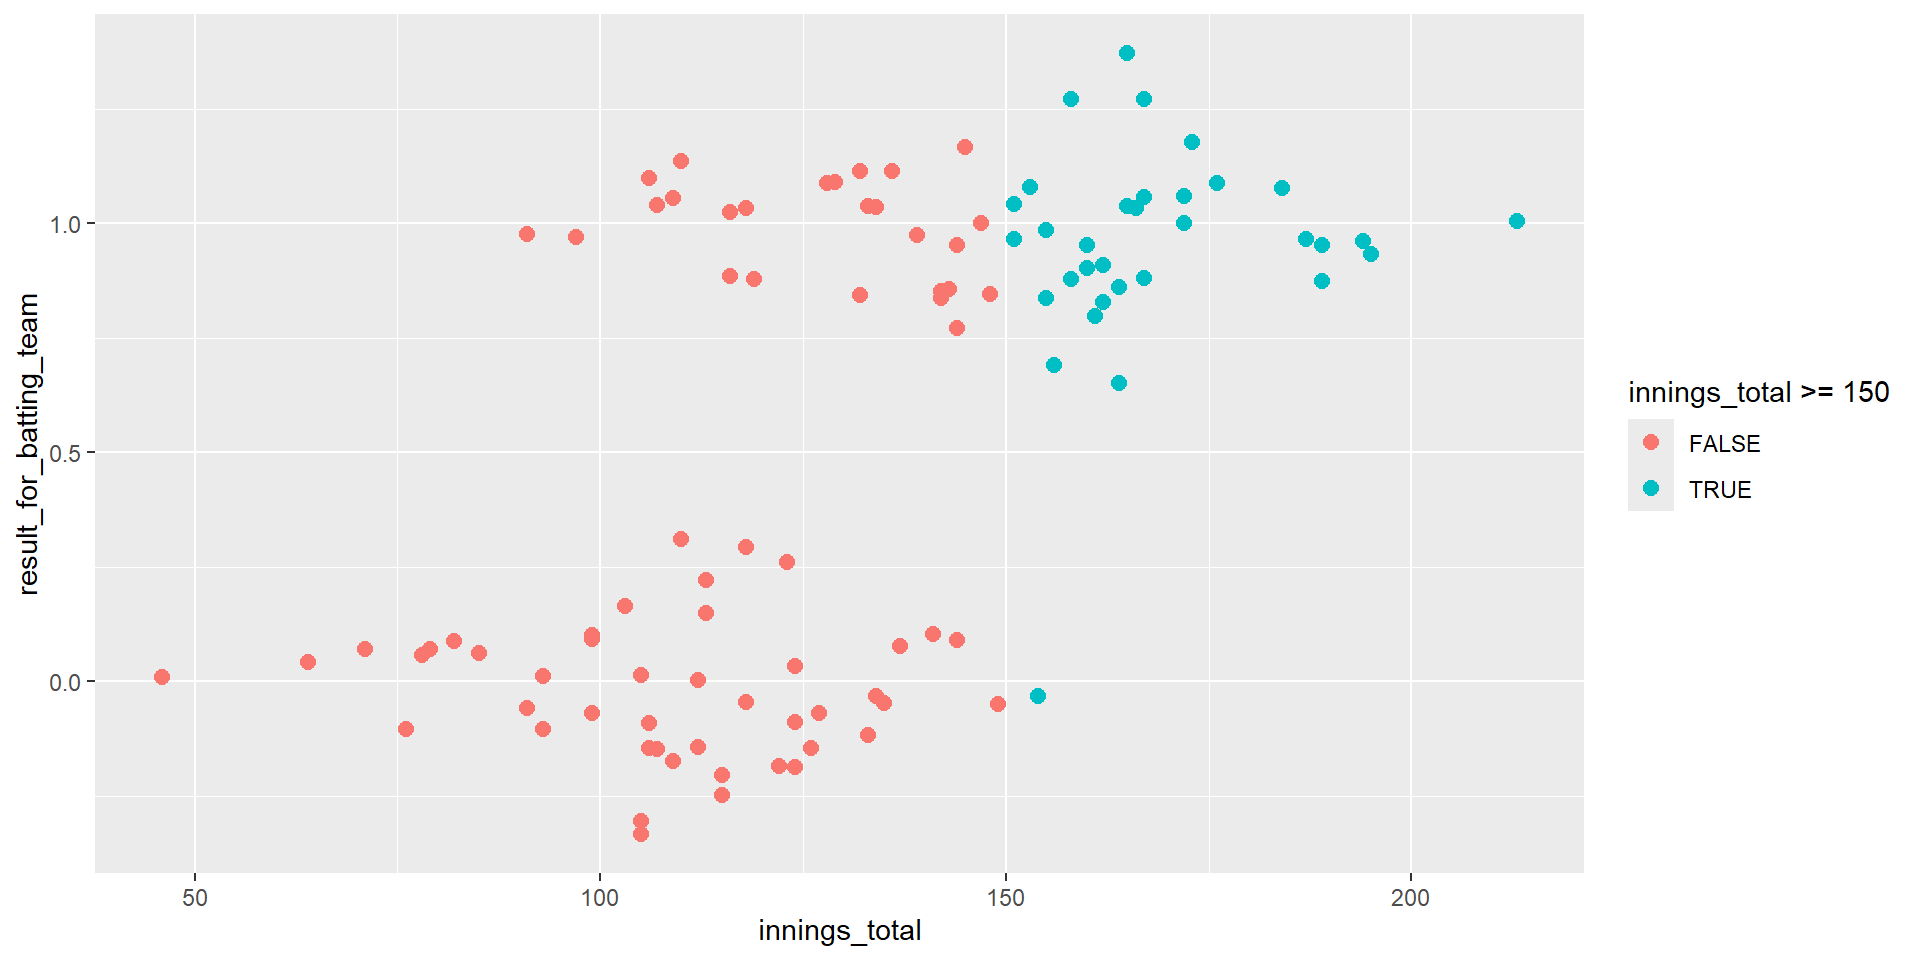 result_for_batting_team
1.0
0.5
0.0
50
100
150
200
innings_total
innings_total >= 150
FALSE
TRUE